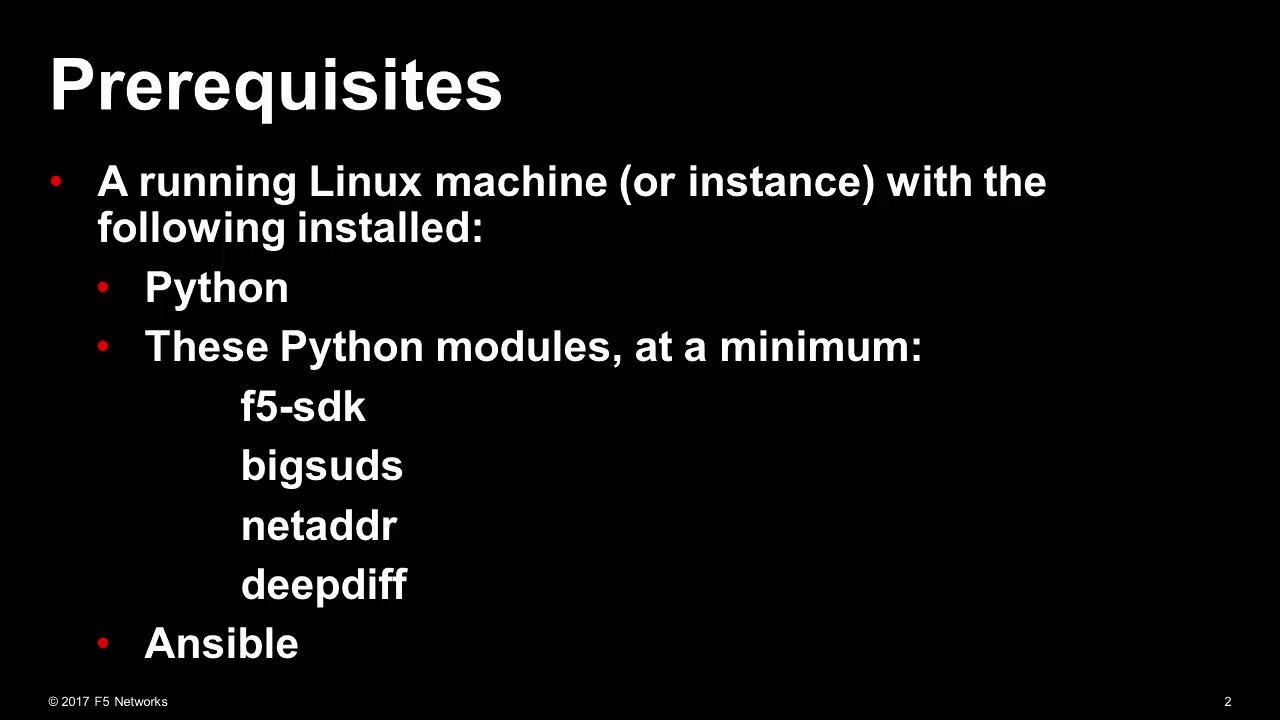 Prerequisites
• A running Linux machine (or instance) with the
following installed:
• Python
• These Python modules, at a minimum:
f5-sdk
bigsuds
netaddr
deepdiff
• Ansible
© 2017 F5 Networks
2